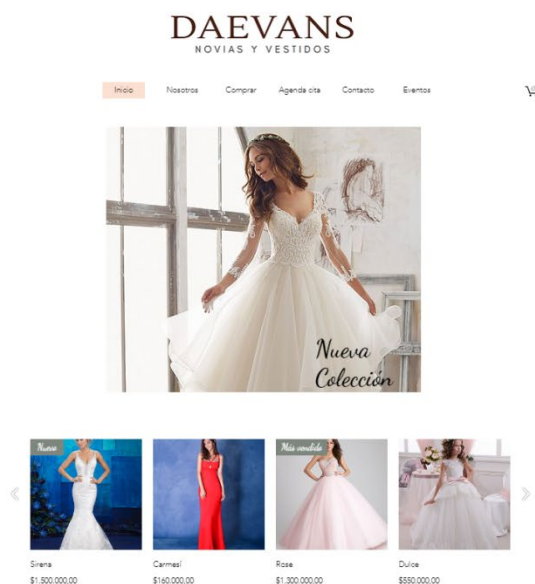 DAEVANS
NOVIAS Y VESTIDOS
Inicio
Nosotros
Comprar
Agenda cita
Contacto
Eventos
Nueva
Colección
Nuevo
Más vendido
Sirena
Carmesí
Rose
Dulce
$1.500.000,00
$160.000,00
$1.300.000,00
$550.000,00